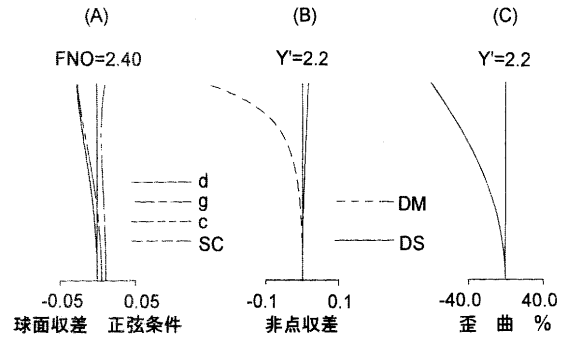 (A)
FNO=2.40
d
g
c
SC
-0.05 0.05
球面収差 正弦条件
(B)
Y'=2.2
DM
DS
-0.1 0.1
非点収差
(C)
Y'=2.2
-40.0 40.0
歪 曲 %